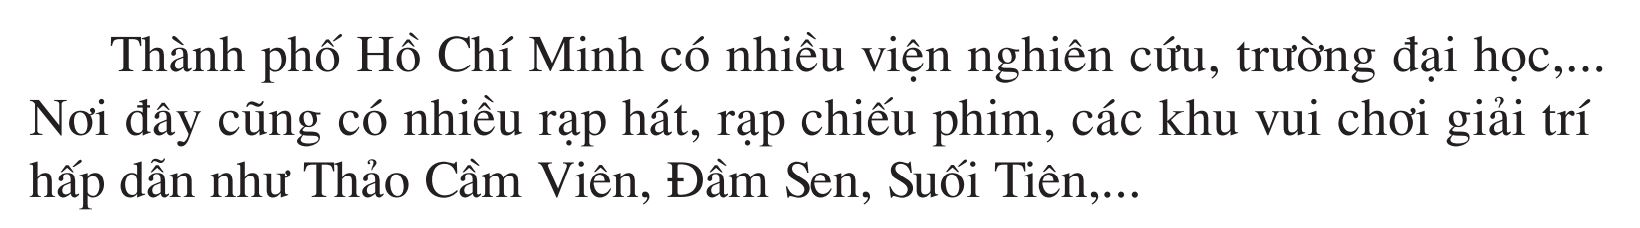 Thành phố Hồ Chí Minh có nhiều viện nghiên cứu, trường đại học,...
Nơi đây cũng có nhiều rạp hát, rạp chiếu phim, các khu vui chơi giải trí
hấp dẫn như Thảo Cầm Viên, Đầm Sen, Suối Tiên,...